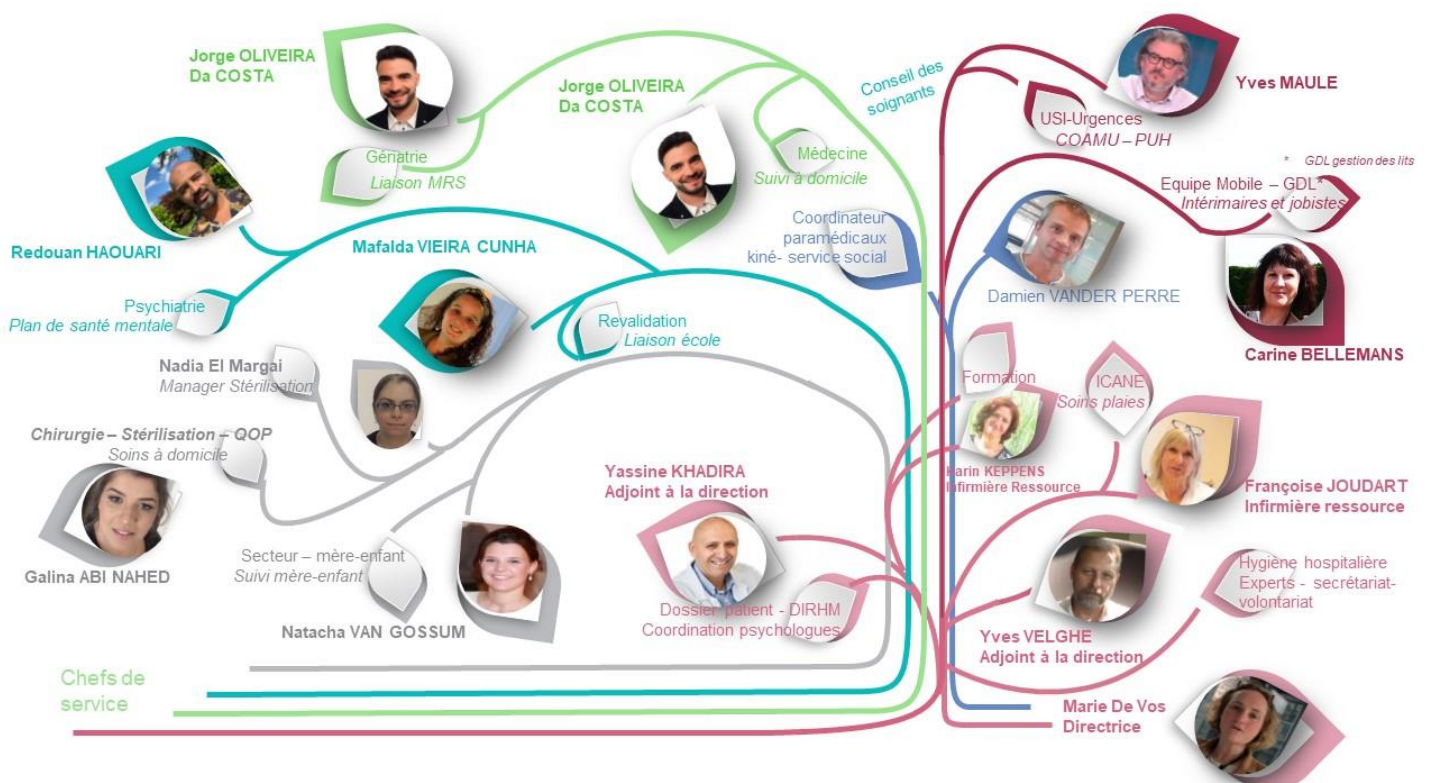 Jorge OLIVEIRA
Da COSTA
Gériatrie
Liaison MRS
Jorge OLIVEIRA
Da COSTA
Médecine
Suivi à domicile
Conseil des
soignants
Yves MAULE
USI-Urgences
COAMU – PUH
* GDL gestion des lits
Equipe Mobile – GDL*
Intérimaires et jobistes
Carine BELLEMANS
Redouan HAOUARI
Psychiatrie
Plan de santé mentale
Mafalda VIEIRA CUNHA
Revalidation
Liaison école
Coordinateur
paramédicaux
kiné- service social
Damien VANDER PERRE
Nadia El Margai
Manager Stérilisation
Chirurgie – Stérilisation – QOP
Soins à domicile
Galina ABI NAHED
Secteur – mère-enfant
Suivi mère-enfant
Natacha VAN GOSSUM
Yassine KHADIRA
Adjoint à la direction
Dossier patient - DIRHM
Coordination psychologues
Formation
Karin KEPPENS
Infirmière Ressource
ICANE
Soins plaies
Françoise JOUDART
Infirmière ressource
Hygiène hospitalière
Experts - secrétariat-
volontariat
Yves VELGHE
Adjoint à la direction
Marie De Vos
Directrice
Chefs de
service